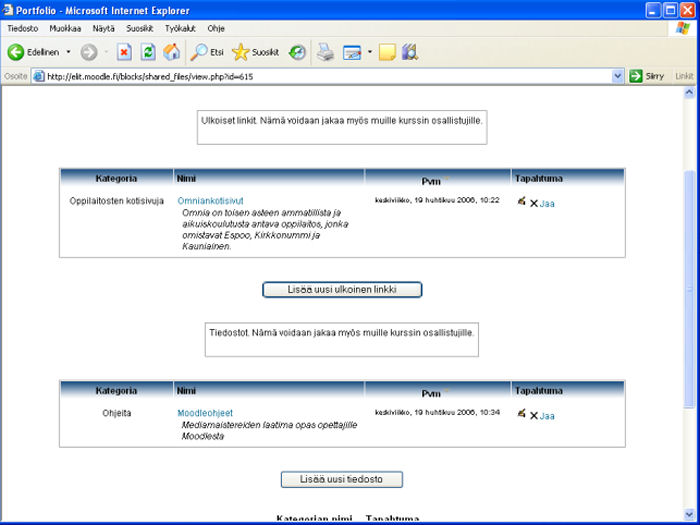 Portfolio - Microsoft Internet Explorer
Tiedosto Muokkaa Näytä Suosikit Työkalut Ohje
Edellinen Etsi Suosikit
Osoite http://elit.moodle.fi/blocks/shared_files/view.php?id=615 Siirry Linkit
Ulkoiset linkit. Nämä voidaan jakaa myös muille kurssin osallistujille.
Kategoria Nimi Pvm Tapahtuma
Oppilaitosten kotisivuja Omniankotisivut keskiviikko, 19 huhtikuu 2006, 10:22 Jaa
Omnia on toisen asteen ammatillista ja
aikuiskoulutusta antava oppilaitos, jonka
omistavat Espoo, Kirkkonummi ja
Kauniainen.
Lisää uusi ulkoinen linkki
Tiedostot. Nämä voidaan jakaa myös muille kurssin osallistujille.
Kategoria Nimi Pvm Tapahtuma
Ohjeita Moodleohjeet keskiviikko, 19 huhtikuu 2006, 10:34 Jaa
Mediamaistereiden laatima opas opettajille
Moodlesta
Lisää uusi tiedosto
Kategorian nimi Tapahtuma